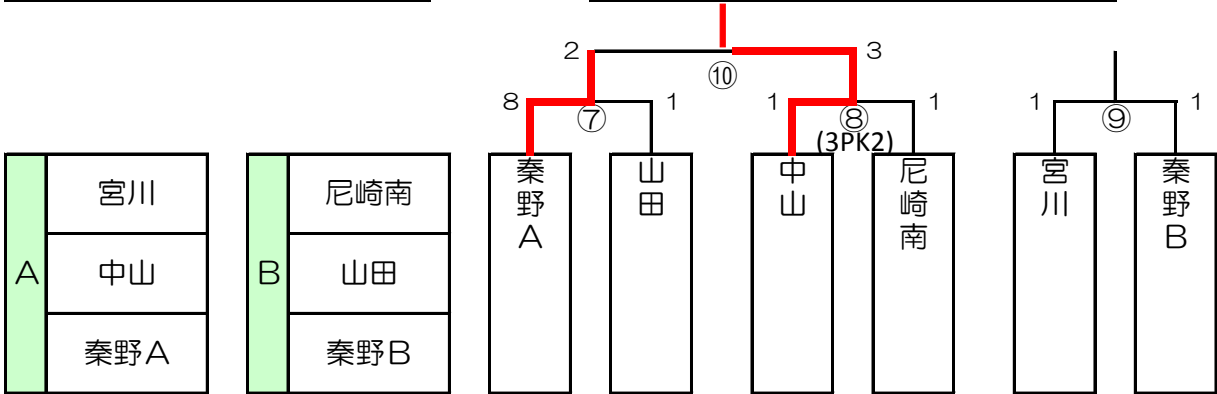 2 3
⑩
8 1 1 1 1 1
⑦ ⑧ ⑨
(3PK2)
A
宮川
中山
秦野A
B
尼崎南
山田
秦野B
秦野A
山田
中山
尼崎南
宮川
秦野B